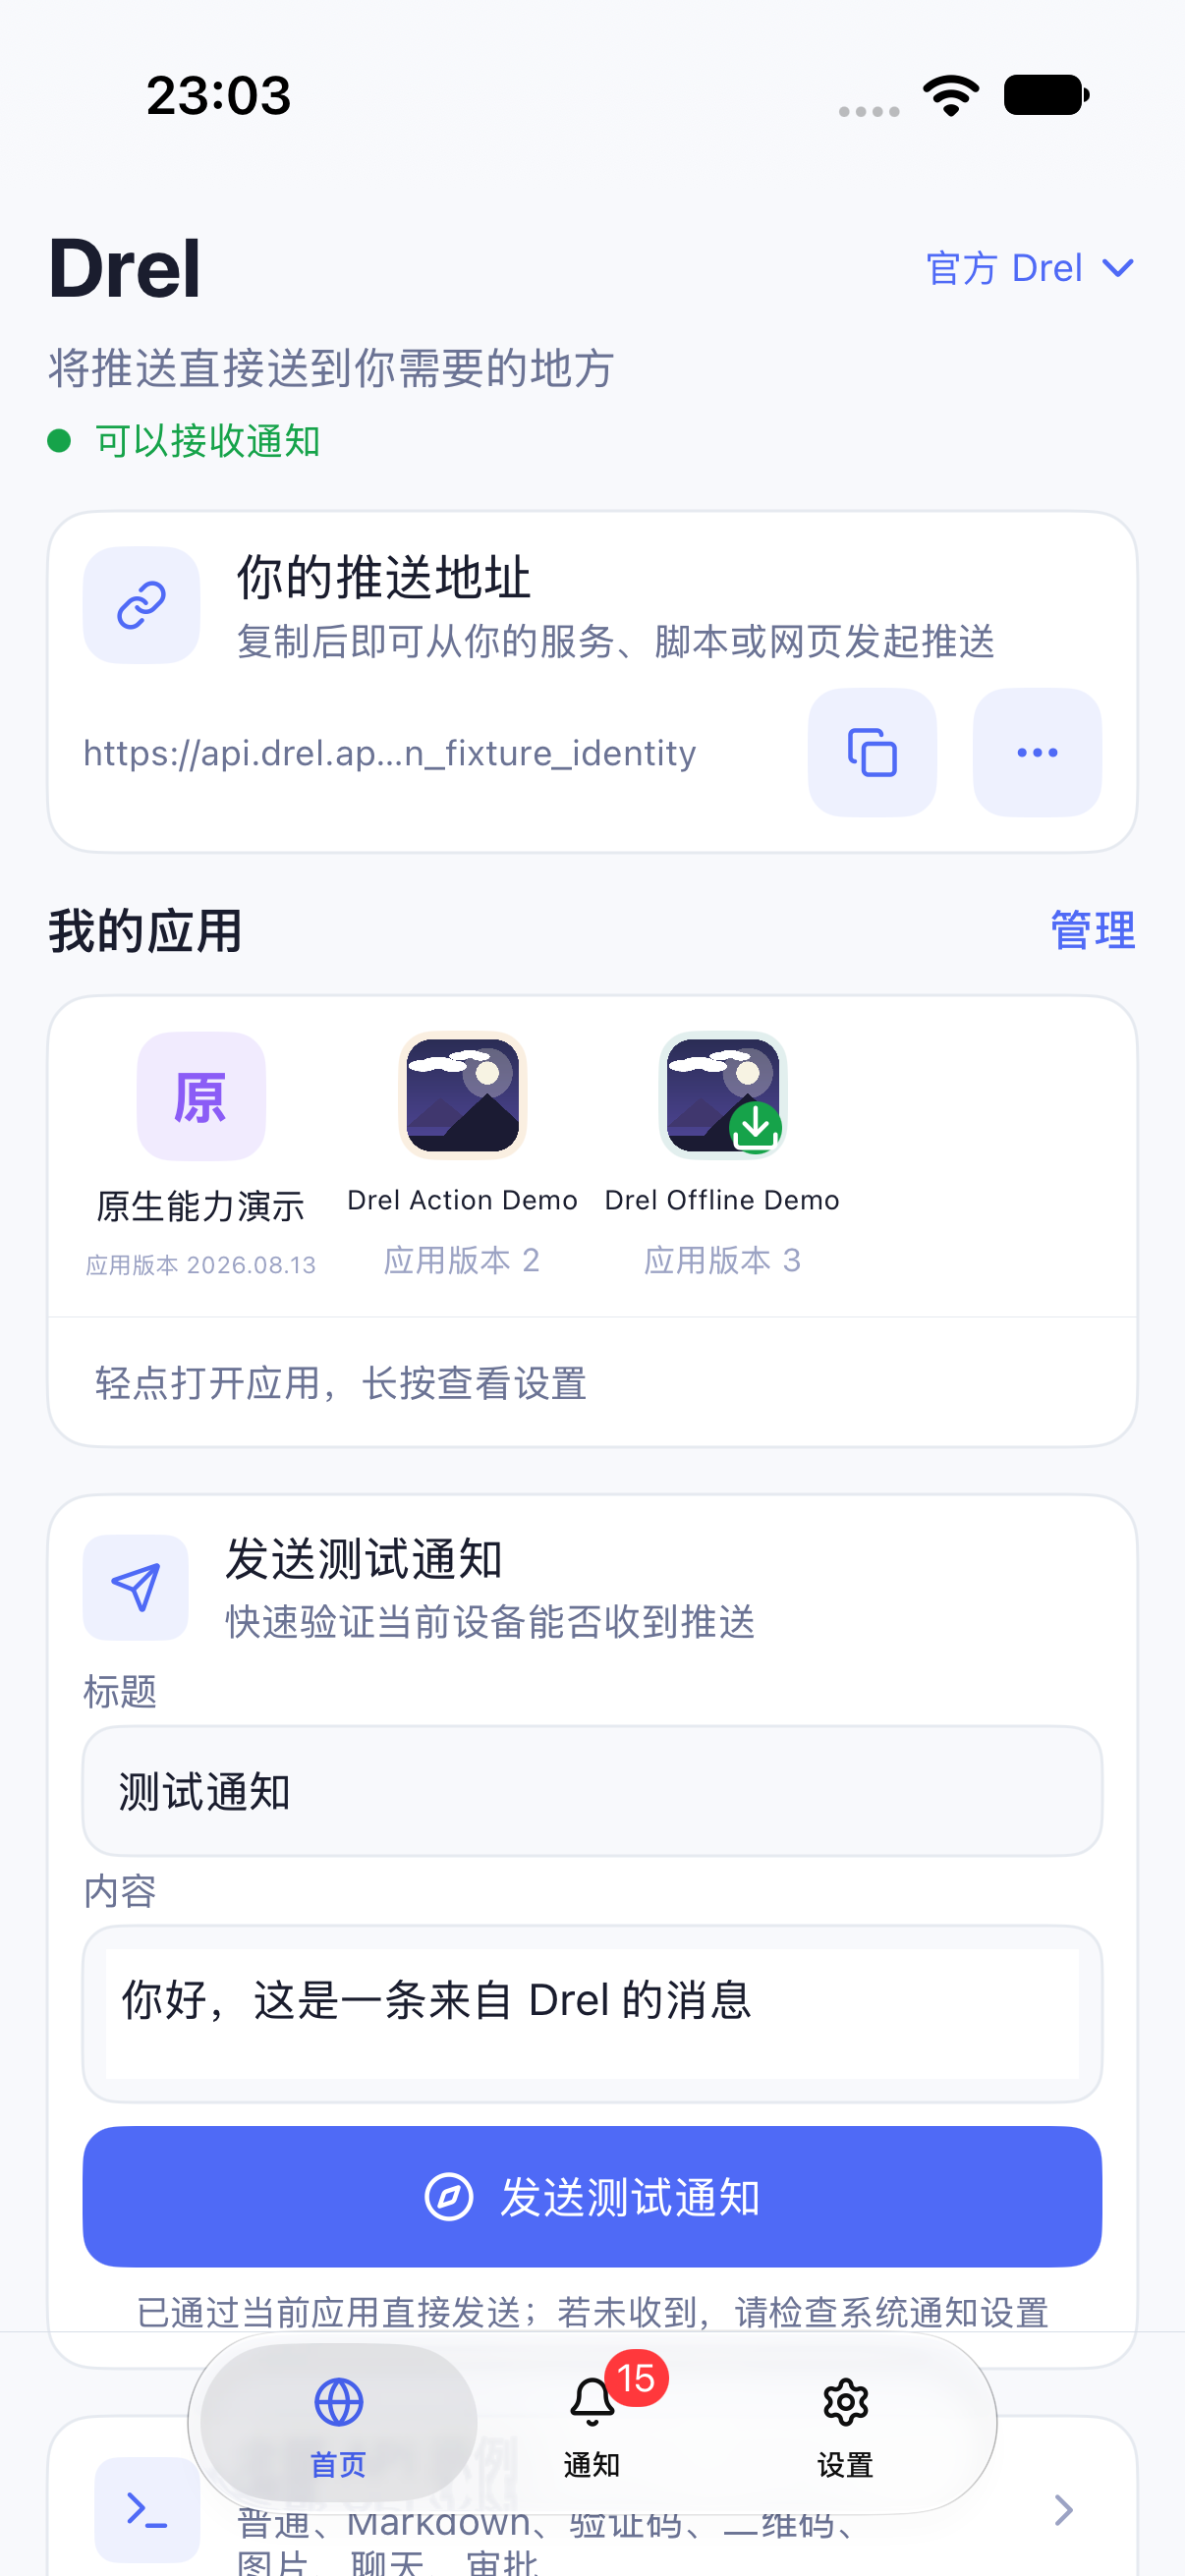 23:03
Drel
官方 Drel
将推送直接送到你需要的地方
可以接收通知
你的推送地址
复制后即可从你的服务、脚本或网页发起推送
https://api.drel.ap...n_fixture_identity
我的应用
管理
原
原生能力演示
Drel Action Demo
Drel Offline Demo
应用版本 2026.08.13
应用版本 2
应用版本 3
轻点打开应用，长按查看设置
发送测试通知
快速验证当前设备能否收到推送
标题
测试通知
内容
你好，这是一条来自 Drel 的消息
发送测试通知
已通过当前应用直接发送；若未收到，请检查系统通知设置
15
首页
通知
设置
普通、Markdown、验证码、二维码、
图片、聊天、审批